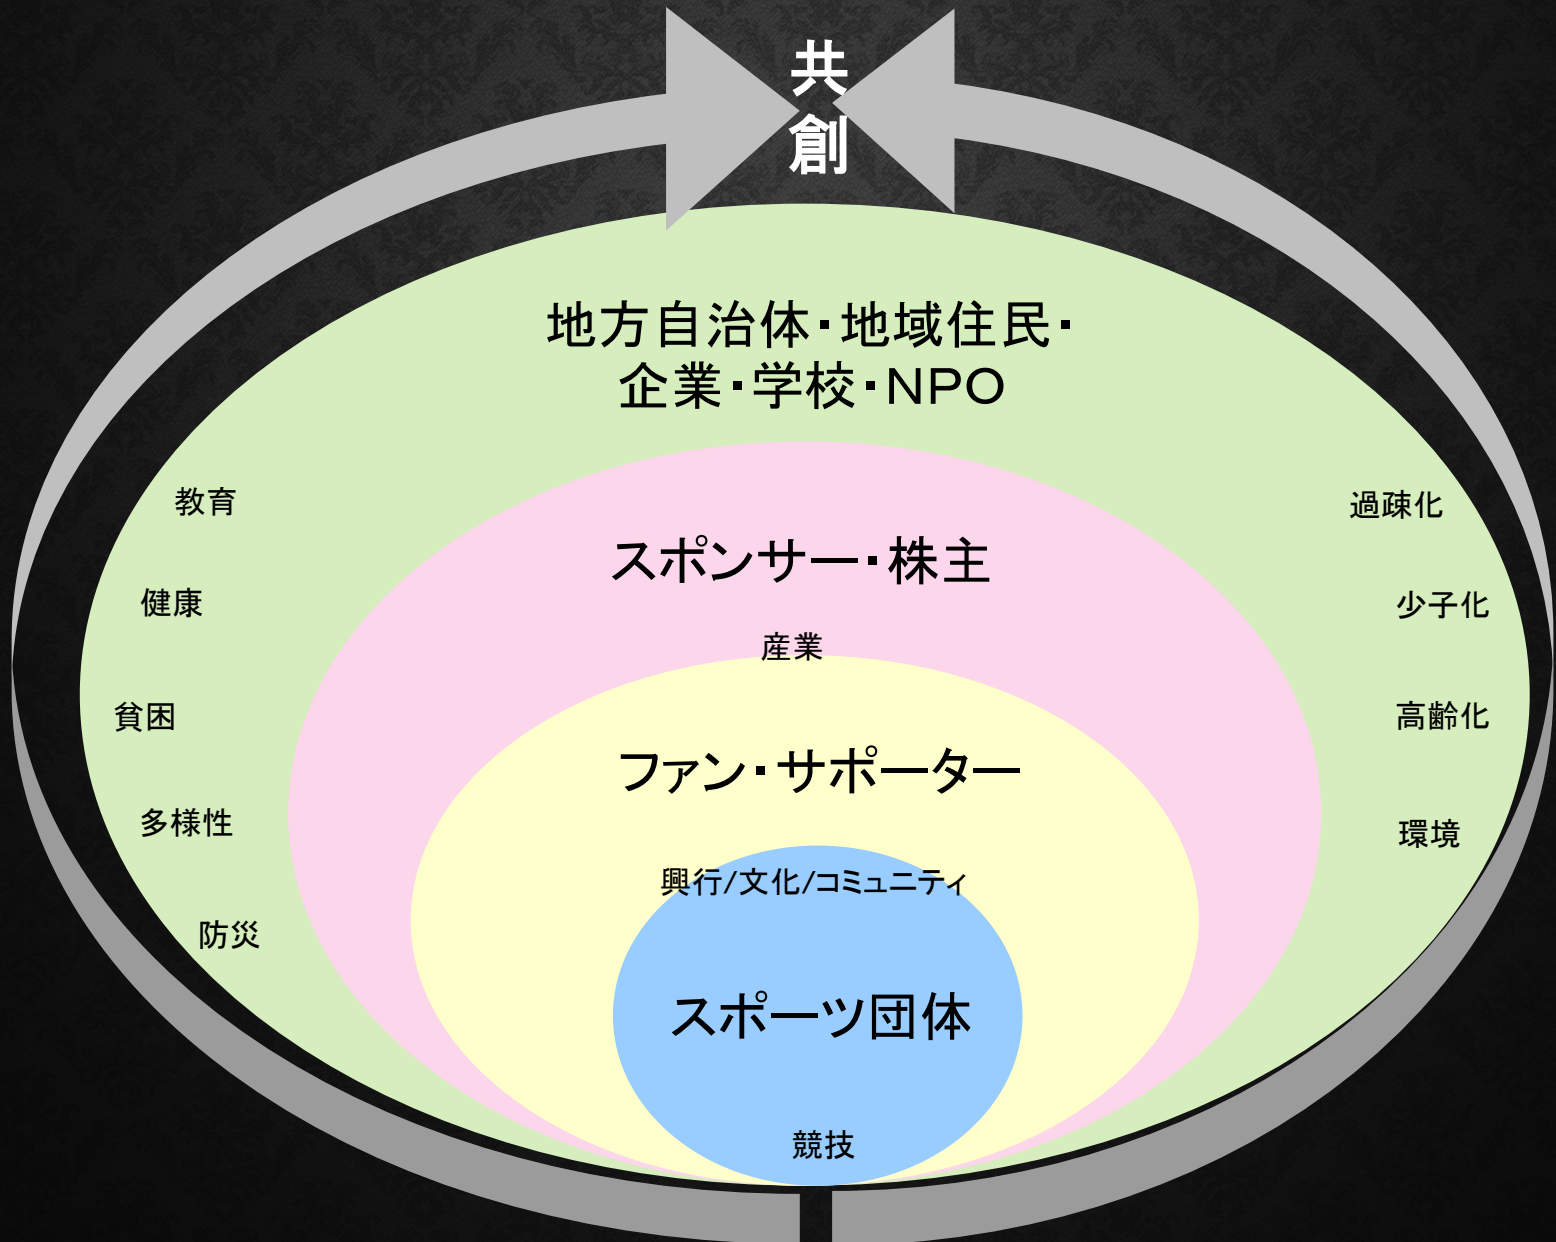 共
創
地方自治体・地域住民・
企業・学校・NPO
教育
過疎化
スポンサー・株主
健康
少子化
産業
貧困
高齢化
ファン・サポーター
多様性
環境
興行/文化/コミュニティ
防災
スポーツ団体
競技